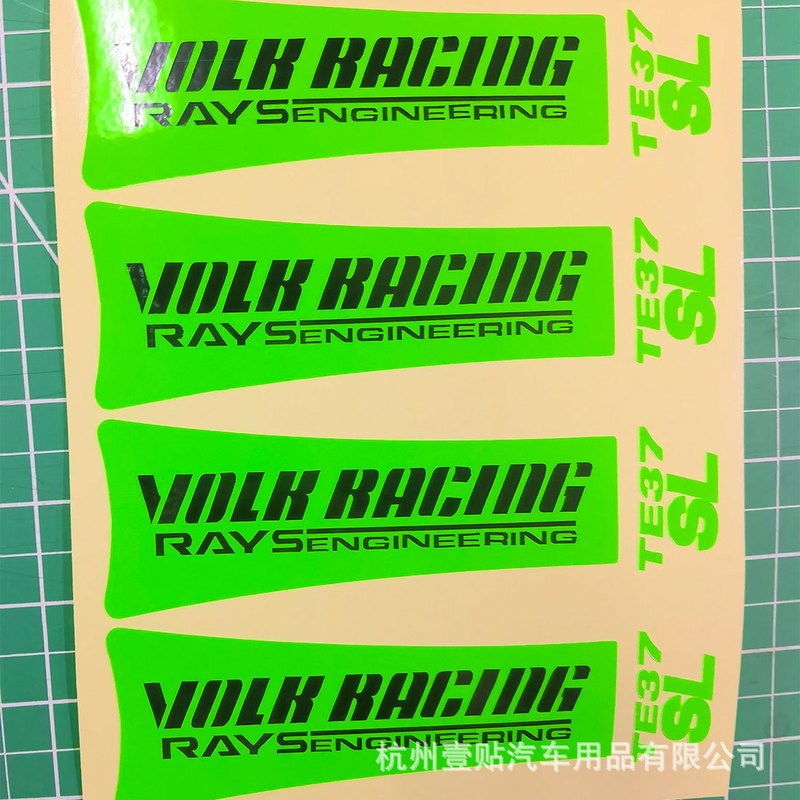 VOLK RACING
RAYS ENGINEERING
TE37
SL
VOLK RACING
RAYS ENGINEERING
TE37
SL
VOLK RACING
RAYS ENGINEERING
TE37
SL
VOLK RACING
RAYS ENGINEERING
TE37
SL
杭州壹贴汽车用品有限公司